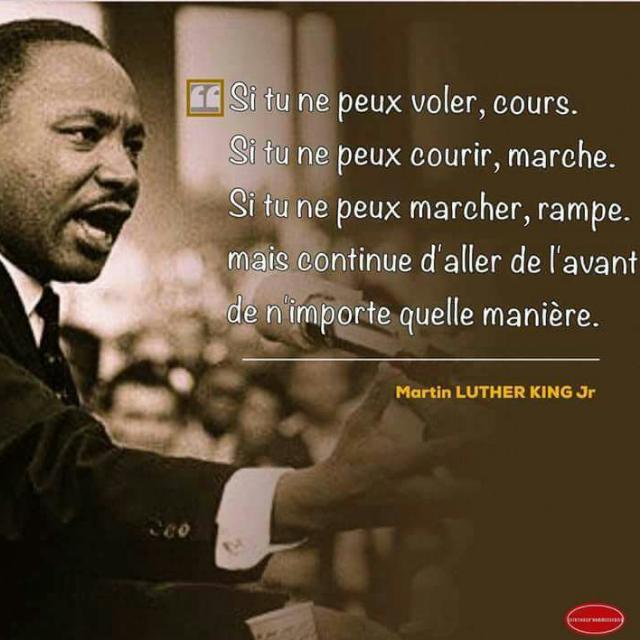 Si tu ne peux voler, cours.
Si tu ne peux courir, marche.
Si tu ne peux marcher, rampe.
mais continue d'aller de l'avant
de n'importe quelle manière.
Martin LUTHER KING Jr